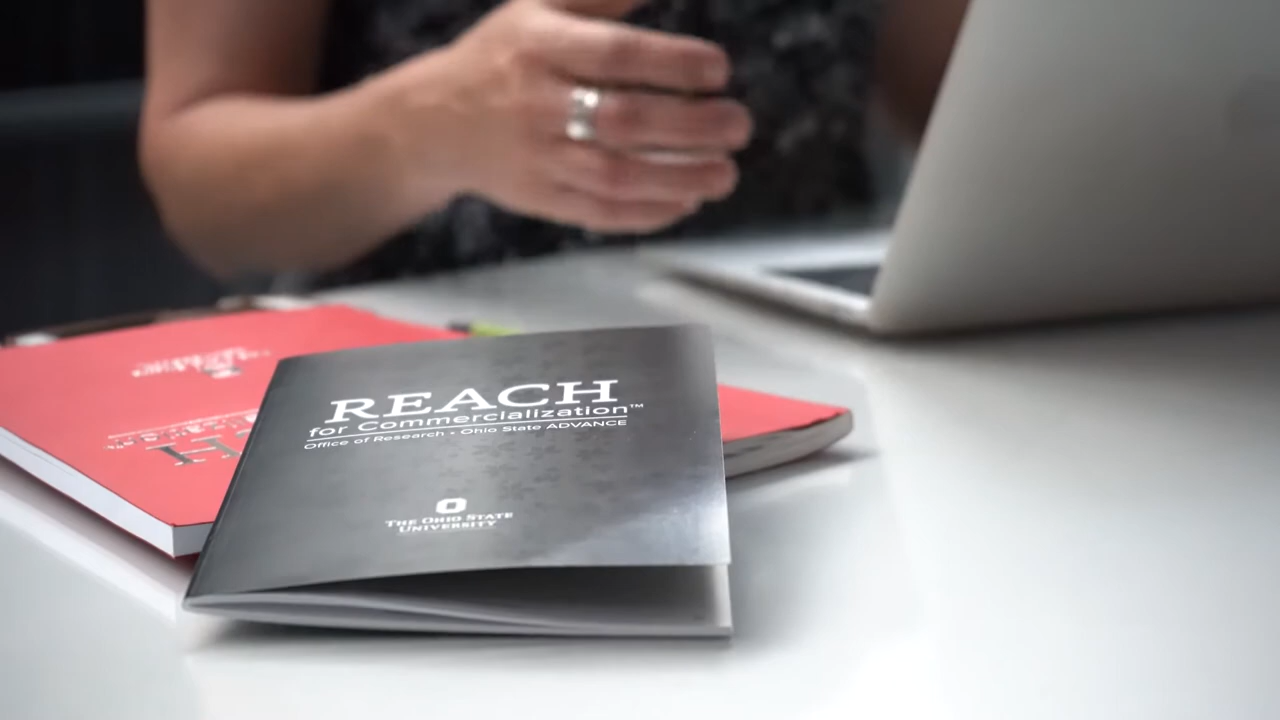 REACH
for Commercialization™
Office of Research • Ohio State ADVANCE
THE OHIO STATE
UNIVERSITY